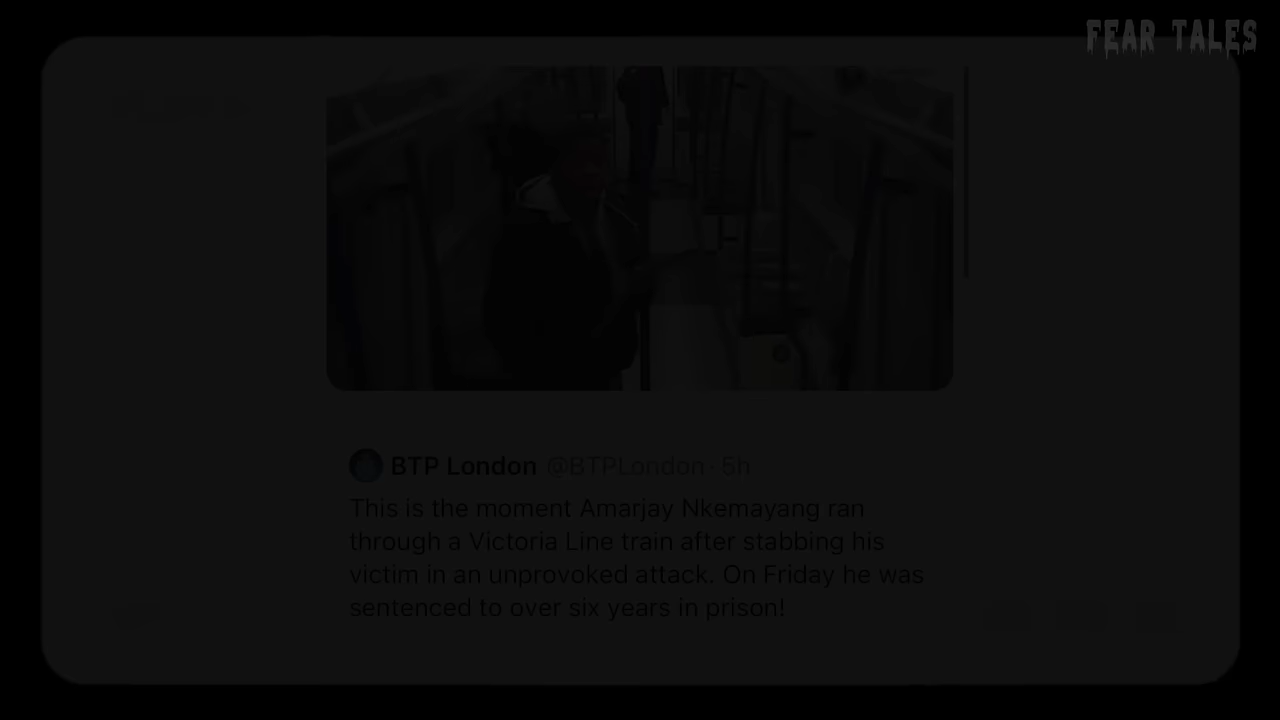 FEAR TALES
BTP London @BTPLondon · 5h
This is the moment Amarjay Nkemayang ran
through a Victoria Line train after stabbing his
victim in an unprovoked attack. On Friday he was
sentenced to over six years in prison!